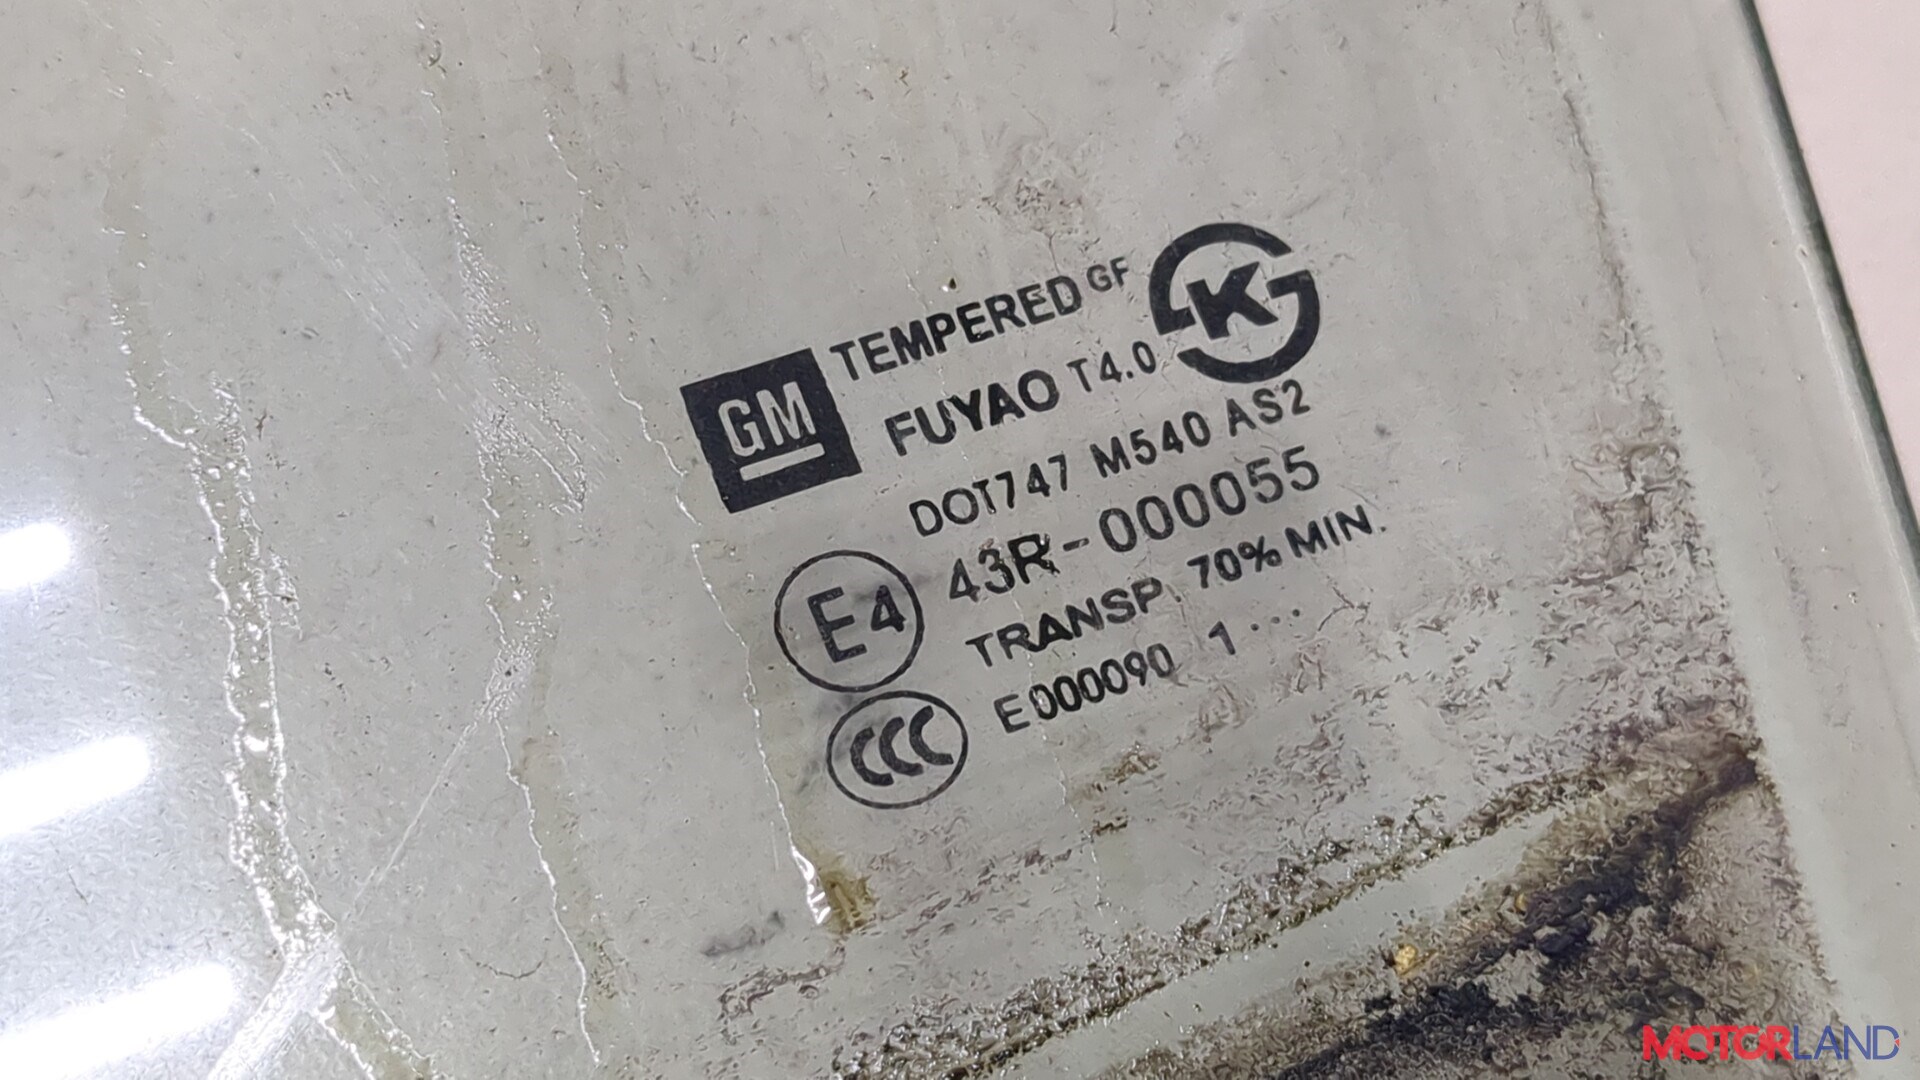 GM
TEMPERED GF
K
FUYAO T4.0
DOT747 M540 AS2
E4
43R-000055
TRANSP. 70% MIN.
CCC
E000090 1...
MOTORLAND